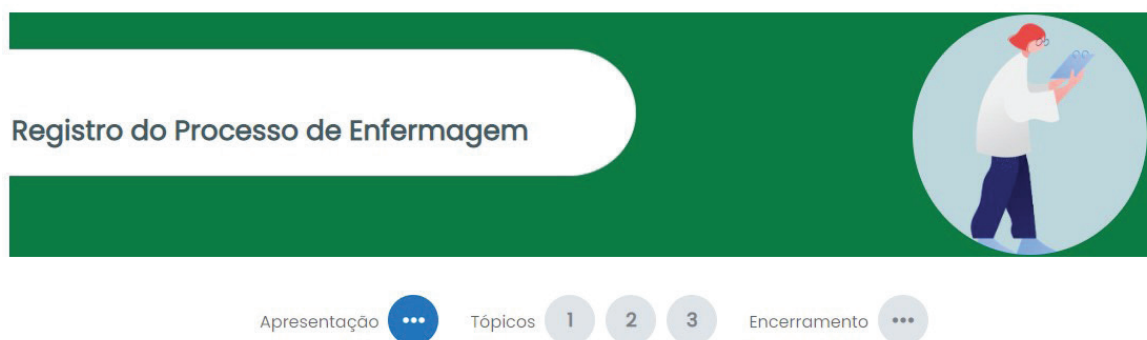 Registro do Processo de Enfermagem
Apresentação ••• Tópicos 1 2 3 Encerramento •••